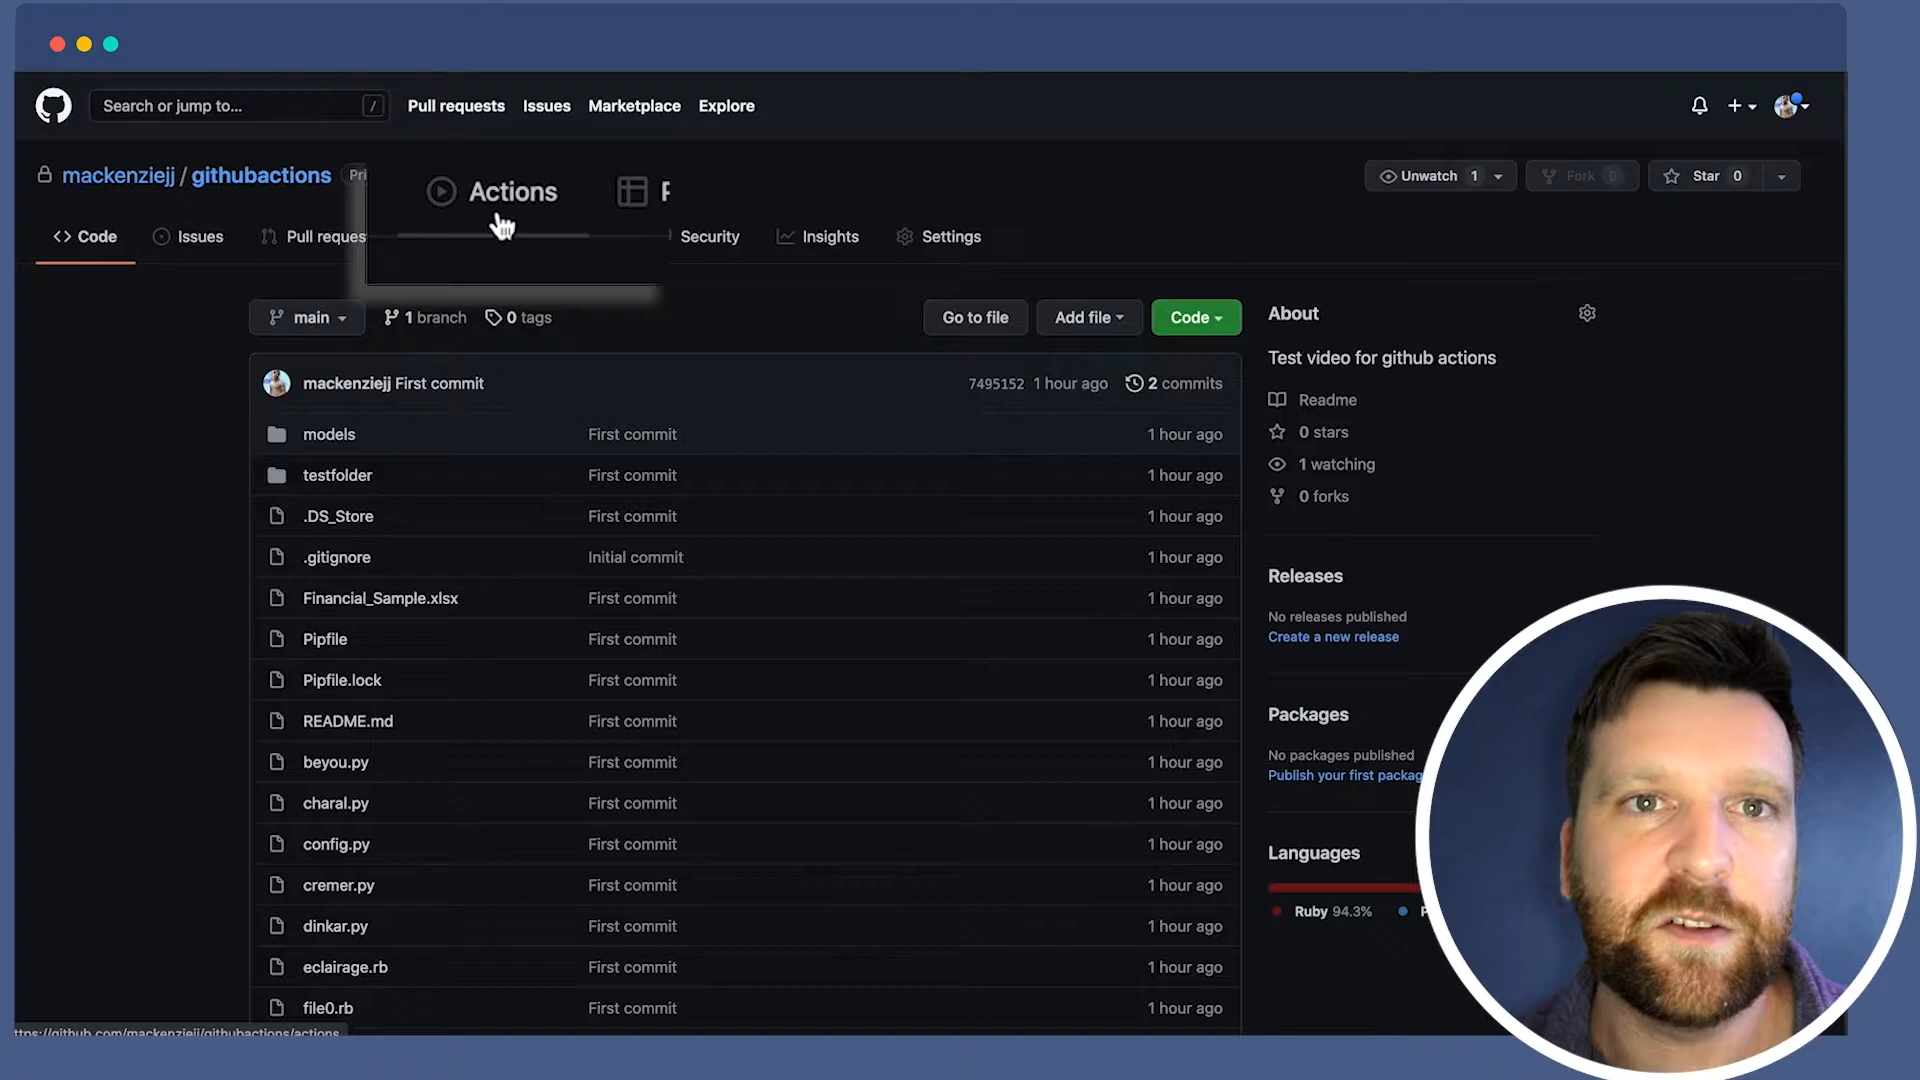 Search or jump to... /
Pull requests Issues Marketplace Explore
mackenziejj / githubactions
Unwatch 1 Fork 0 Star 0
Actions
<> Code Issues Security Insights Settings
main 1 branch 0 tags Go to file Add file Code
mackenziejj First commit 7495152 1 hour ago 2 commits
models First commit 1 hour ago
testfolder First commit 1 hour ago
.DS_Store First commit 1 hour ago
.gitignore Initial commit 1 hour ago
Financial_Sample.xlsx First commit 1 hour ago
Pipfile First commit 1 hour ago
Pipfile.lock First commit 1 hour ago
README.md First commit 1 hour ago
beyou.py First commit 1 hour ago
charal.py First commit 1 hour ago
config.py First commit 1 hour ago
cremer.py First commit 1 hour ago
dinkar.py First commit 1 hour ago
eclairage.rb First commit 1 hour ago
file0.rb First commit 1 hour ago
About
Test video for github actions
Readme
0 stars
1 watching
0 forks
Releases
No releases published
Create a new release
Packages
No packages published
Publish your first packag
Languages
Ruby 94.3%
ttps://github.com/mackenziejj/githubactions/actions